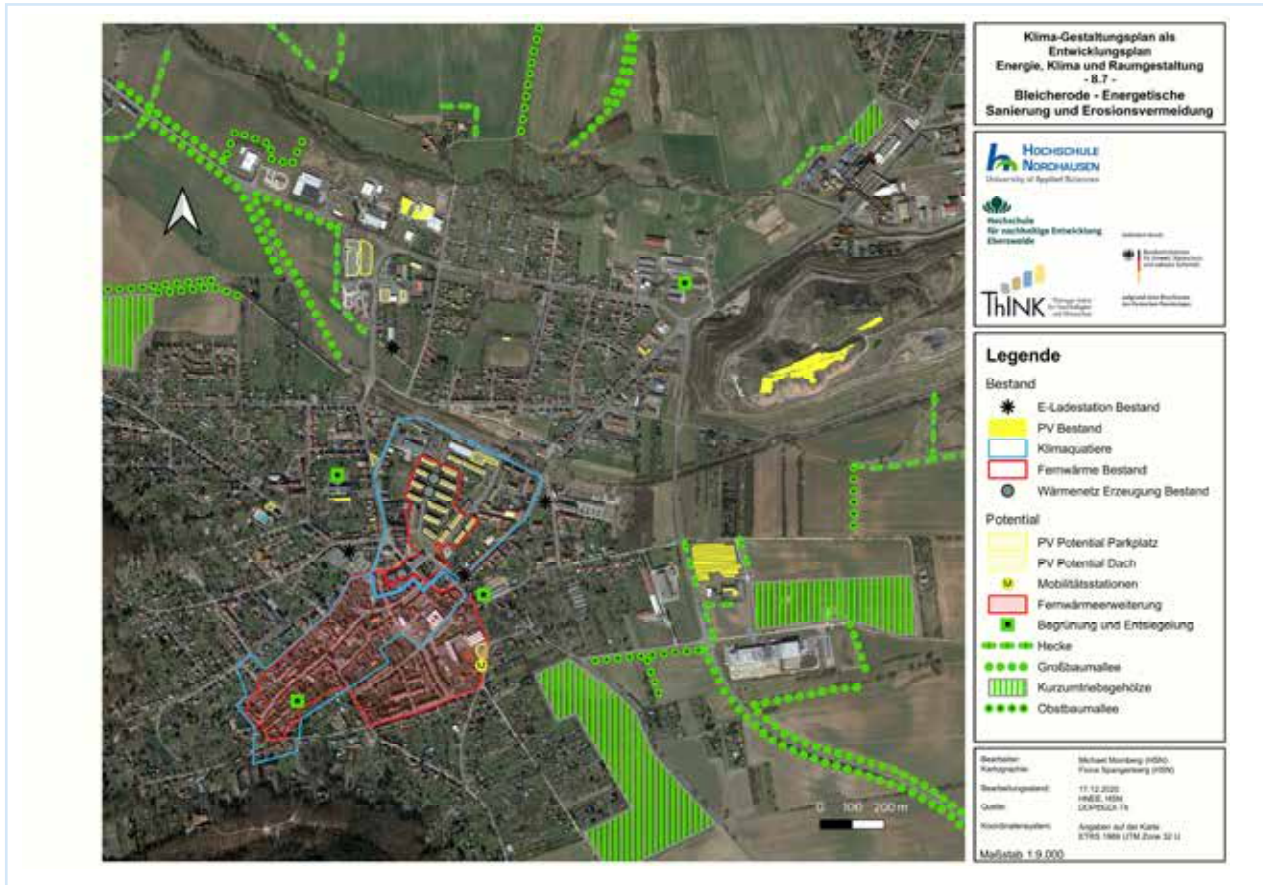 Klima-Gestaltungsplan als
Entwicklungsplan
Energie, Klima und Raumgestaltung
- 8.7 -
Bleicherode - Energetische
Sanierung und Erosionsvermeidung
HOCHSCHULE
NORDHAUSEN
University of Applied Sciences
Hochschule
für nachhaltige Entwicklung
Eberswalde
ThINK
Legende
Bestand
E-Ladestation Bestand
PV Bestand
Klimaquatiere
Fernwärme Bestand
Wärmenetz Erzeugung Bestand
Potential
PV Potential Parkplatz
PV Potential Dach
Mobilitätsstationen
Fernwärmeerweiterung
Begrünung und Entsiegelung
Hecke
Großbaumallee
Kurzumtriebsgehölze
Obstbaumallee
0 100 200 m
Bearbeiter: Michael (HSN)
Kartographie: Fiona Spangenberg (HSN)
Bearbeitungsstand: 17.12.2020
HNEE, HSN
Quelle:
Koordinatensystem: Angaben auf der Karte
ETRS 1989 UTM Zone 32 U
Maßstab 1:9.000